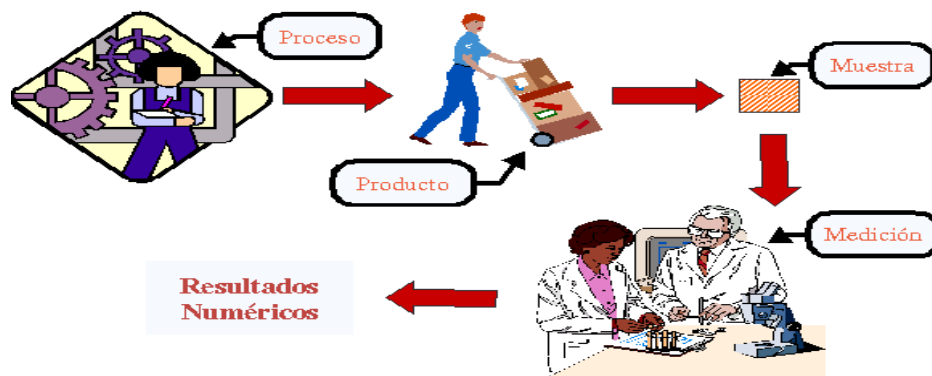 Proceso
Muestra
Producto
Medición
Resultados
Numéricos